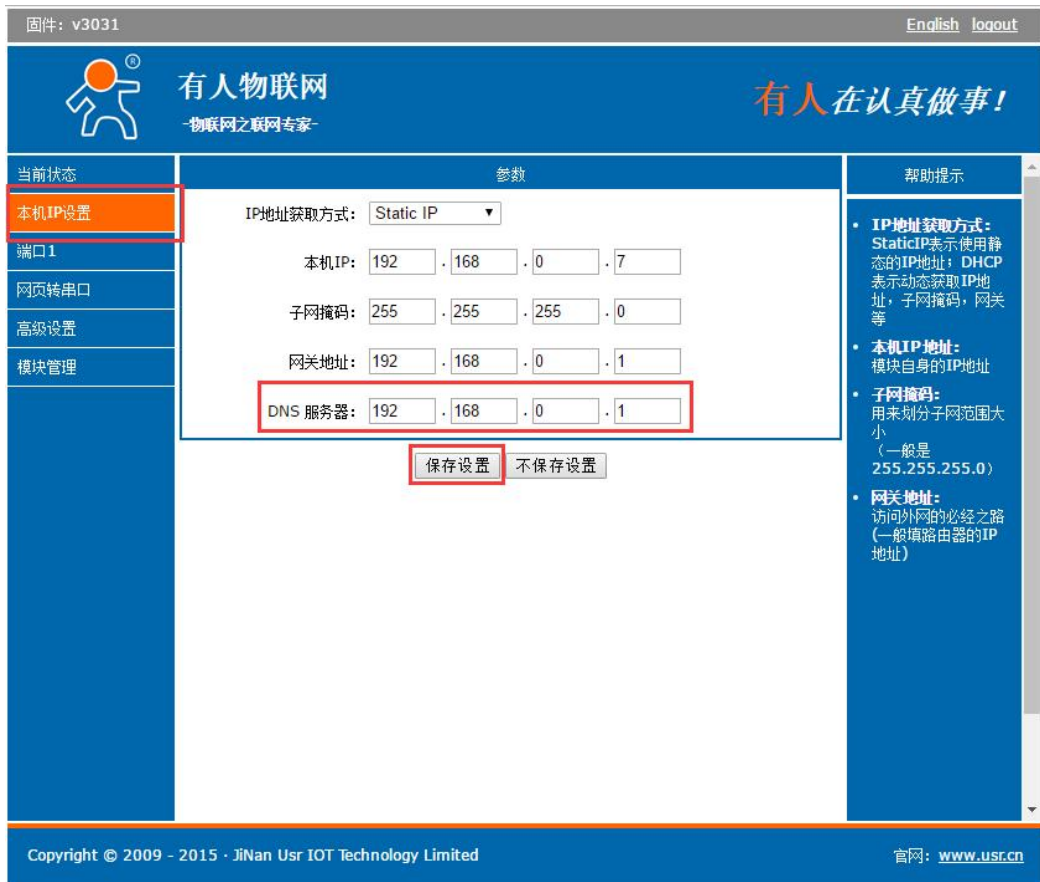 固件：v3031
English logout
®
有人物联网
-物联网之联网专家-
有人在认真做事！
当前状态
本机IP设置
端口1
网页转串口
高级设置
模块管理
参数
IP地址获取方式： Static IP
本机IP： 192 . 168 . 0 . 7
子网掩码： 255 . 255 . 255 . 0
网关地址： 192 . 168 . 0 . 1
DNS 服务器： 192 . 168 . 0 . 1
保存设置 不保存设置
帮助提示
• IP地址获取方式：
StaticIP表示使用静
态的IP地址；DHCP
表示动态获取IP地
址，子网掩码，网关
等
• 本机IP地址：
模块自身的IP地址
• 子网掩码：
用来划分子网范围大
小
（一般是
255.255.255.0）
• 网关地址：
访问外网的必经之路
(一般填路由器的IP
地址)
Copyright © 2009 - 2015 · JiNan Usr IOT Technology Limited
官网：www.usr.cn